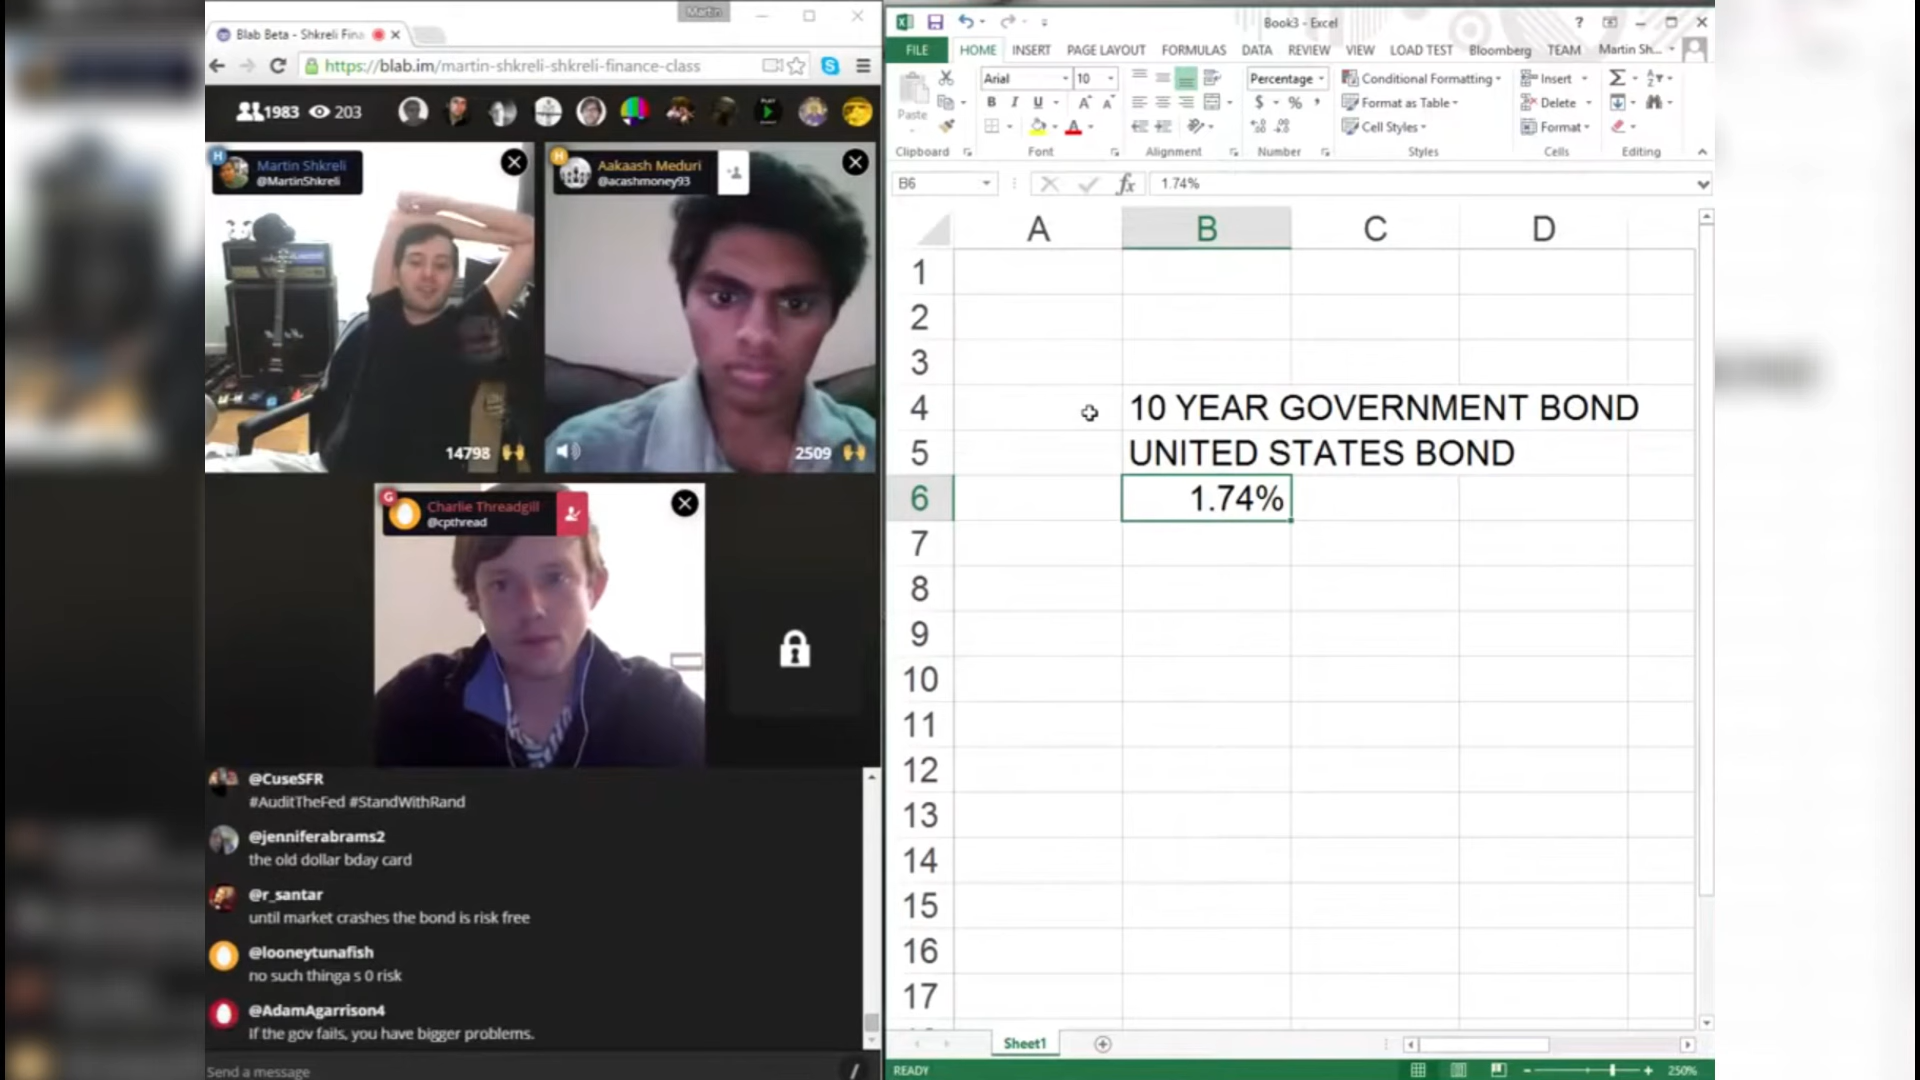 Martin
Blab Beta - Shkreli Fina
https://blab.im/martin-shkreli-shkreli-finance-class
1983 203
H
Martin Shkreli
@MartinShkreli
14798
H
Aakaash Meduri
@acashmoney93
2509
G
Charlie Threadgill
@cpthread
@CuseSFR
#AuditTheFed #StandWithRand
@jenniferabrams2
the old dollar bday card
@r_santar
until market crashes the bond is risk free
@looneytunafish
no such thinga s 0 risk
@AdamAgarrison4
If the gov fails, you have bigger problems.
Send a message
Book3 - Excel
FILE HOME INSERT PAGE LAYOUT FORMULAS DATA REVIEW VIEW LOAD TEST Bloomberg TEAM Martin Sh...
Paste
Arial 10
B I U
Percentage
$ % ,
Conditional Formatting
Format as Table
Cell Styles
Insert
Delete
Format
Clipboard Font Alignment Number Styles Cells Editing
B6 fx 1.74%
A B C D
1
2
3
4 10 YEAR GOVERNMENT BOND
5 UNITED STATES BOND
6 1.74%
7
8
9
10
11
12
13
14
15
16
17
Sheet1
READY 250%